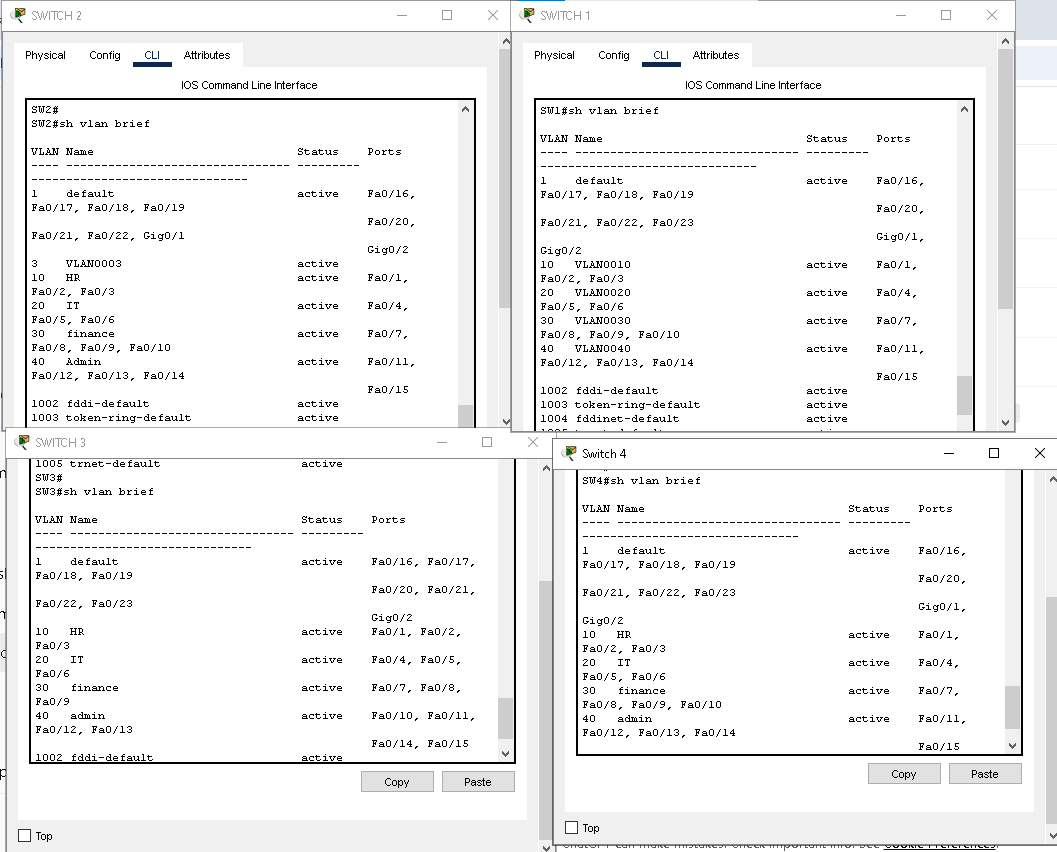 SWITCH 2
Physical Config CLI Attributes
IOS Command Line Interface
SW2#
SW2#sh vlan brief
VLAN Name Status Ports
---- -------------------------------- --------- -------------------------------
1 default active Fa0/16,
Fa0/17, Fa0/18, Fa0/19
Fa0/20,
Fa0/21, Fa0/22, Gig0/1
Gig0/2
3 VLAN0003 active
10 HR active Fa0/1,
Fa0/2, Fa0/3
20 IT active Fa0/4,
Fa0/5, Fa0/6
30 finance active Fa0/7,
Fa0/8, Fa0/9, Fa0/10
40 Admin active Fa0/11,
Fa0/12, Fa0/13, Fa0/14
Fa0/15
1002 fddi-default active
1003 token-ring-default active
SWITCH 1
Physical Config CLI Attributes
IOS Command Line Interface
SW1#sh vlan brief
VLAN Name Status Ports
---- -------------------------------- --------- -------------------------------
1 default active Fa0/16,
Fa0/17, Fa0/18, Fa0/19
Fa0/20,
Fa0/21, Fa0/22, Fa0/23
Gig0/1,
Gig0/2
10 VLAN0010 active Fa0/1,
Fa0/2, Fa0/3
20 VLAN0020 active Fa0/4,
Fa0/5, Fa0/6
30 VLAN0030 active Fa0/7,
Fa0/8, Fa0/9, Fa0/10
40 VLAN0040 active Fa0/11,
Fa0/12, Fa0/13, Fa0/14
Fa0/15
1002 fddi-default active
1003 token-ring-default active
1004 fddinet-default active
SWITCH 3
1005 trnet-default active
SW3#
SW3#sh vlan brief
VLAN Name Status Ports
---- -------------------------------- --------- -------------------------------
1 default active Fa0/16, Fa0/17,
Fa0/18, Fa0/19
Fa0/20, Fa0/21,
Fa0/22, Fa0/23
Gig0/2
10 HR active Fa0/1, Fa0/2,
Fa0/3
20 IT active Fa0/4, Fa0/5,
Fa0/6
30 finance active Fa0/7, Fa0/8,
Fa0/9
40 admin active Fa0/10, Fa0/11,
Fa0/12, Fa0/13
Fa0/14, Fa0/15
1002 fddi-default active
Copy Paste
Top
Switch 4
SW4#sh vlan brief
VLAN Name Status Ports
---- -------------------------------- --------- -------------------------------
1 default active Fa0/16,
Fa0/17, Fa0/18, Fa0/19
Fa0/20,
Fa0/21, Fa0/22, Fa0/23
Gig0/1,
Gig0/2
10 HR active Fa0/1,
Fa0/2, Fa0/3
20 IT active Fa0/4,
Fa0/5, Fa0/6
30 finance active Fa0/7,
Fa0/8, Fa0/9, Fa0/10
40 admin active Fa0/11,
Fa0/12, Fa0/13, Fa0/14
Fa0/15
Copy Paste
Top